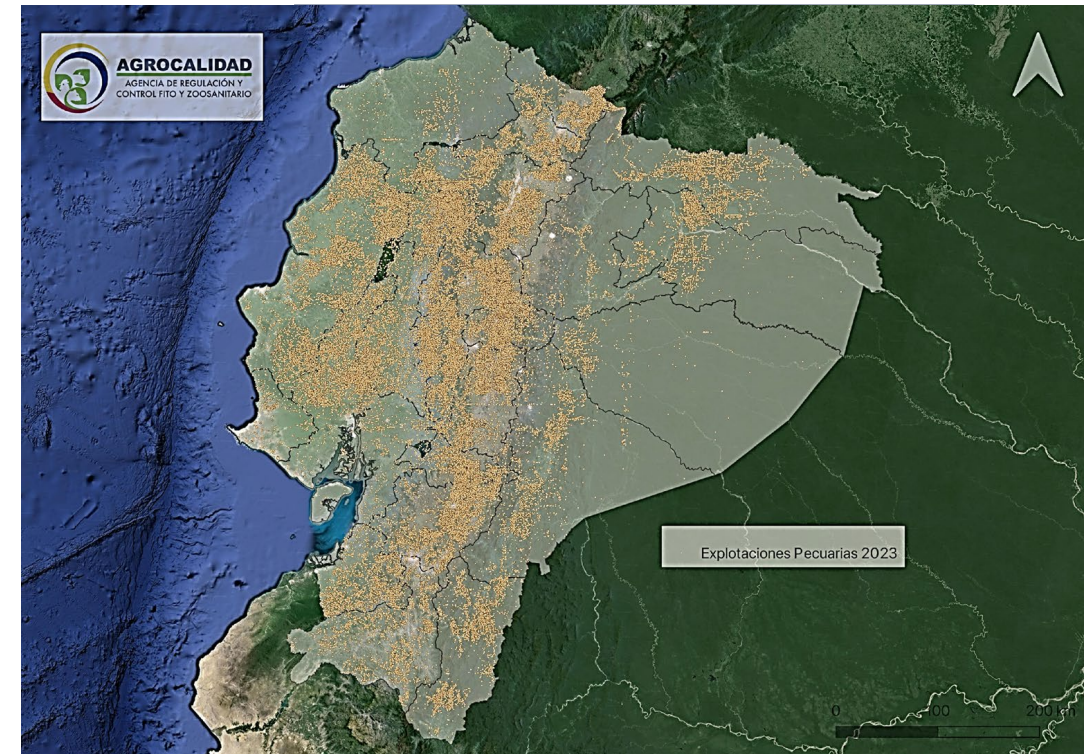 AGROCALIDAD
AGENCIA DE REGULACIÓN Y
CONTROL FITO Y ZOOSANITARIO
Explotaciones Pecuarias 2023
0 100 200 km